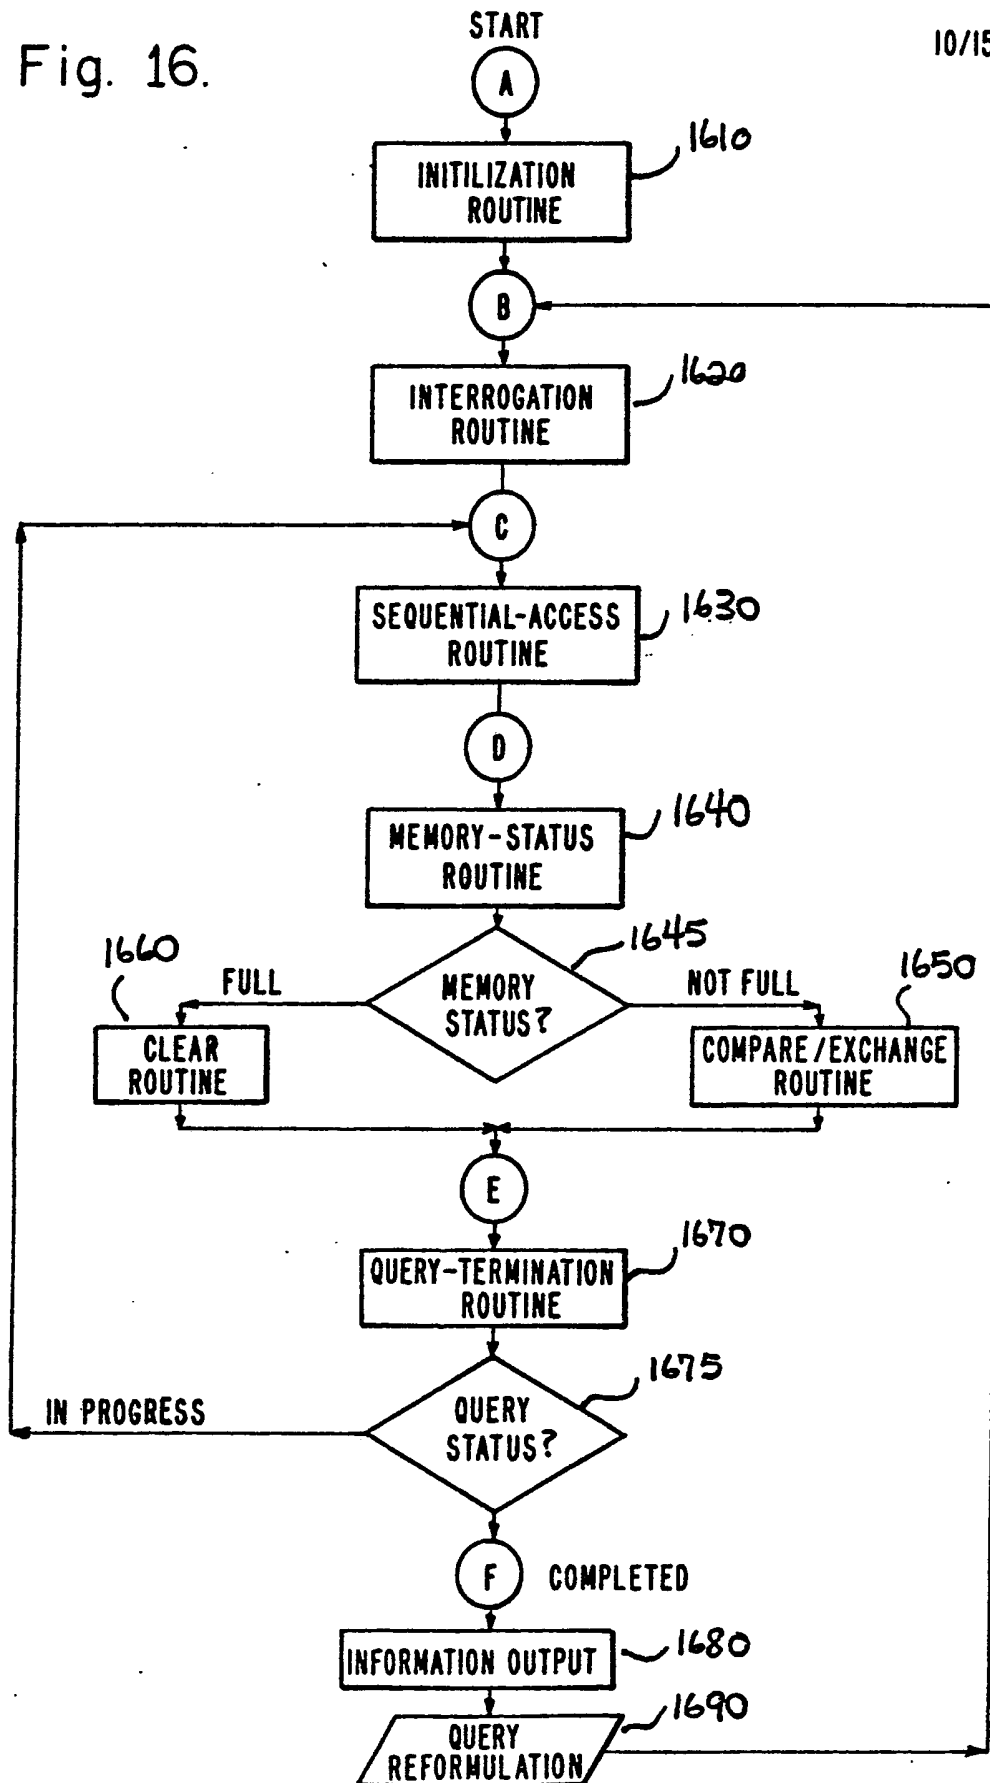 Fig. 16.
START
10/15
A
1610
INITILIZATION
ROUTINE
B
1620
INTERROGATION
ROUTINE
C
1630
SEQUENTIAL-ACCESS
ROUTINE
D
1640
MEMORY-STATUS
ROUTINE
1645
1660
FULL
MEMORY
STATUS?
NOT FULL
1650
CLEAR
ROUTINE
COMPARE/EXCHANGE
ROUTINE
E
1670
QUERY-TERMINATION
ROUTINE
1675
IN PROGRESS
QUERY
STATUS?
F
COMPLETED
1680
INFORMATION OUTPUT
1690
QUERY
REFORMULATION